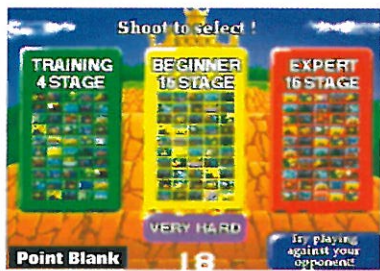 Shoot to select !
TRAINING
4 STAGE
BEGINNER
16 STAGE
EXPERT
16 STAGE
VERY HARD
Point Blank
18
Try playing
against your
opponent!